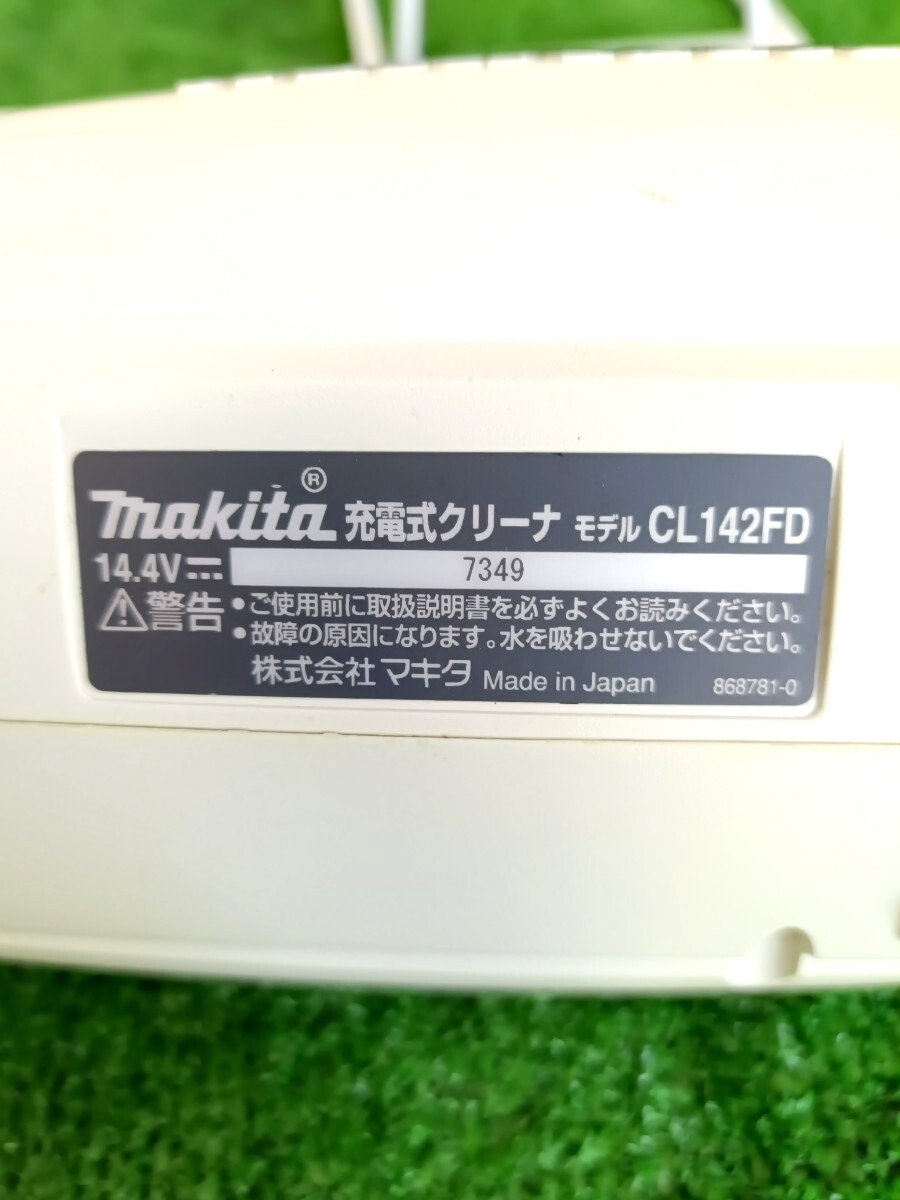 makita® 充電式クリーナ モデル CL142FD
14.4V 7349
警告 •ご使用前に取扱説明書を必ずよくお読みください。
•故障の原因になります。水を吸わせないでください。
株式会社 マキタ Made in Japan 868781-0